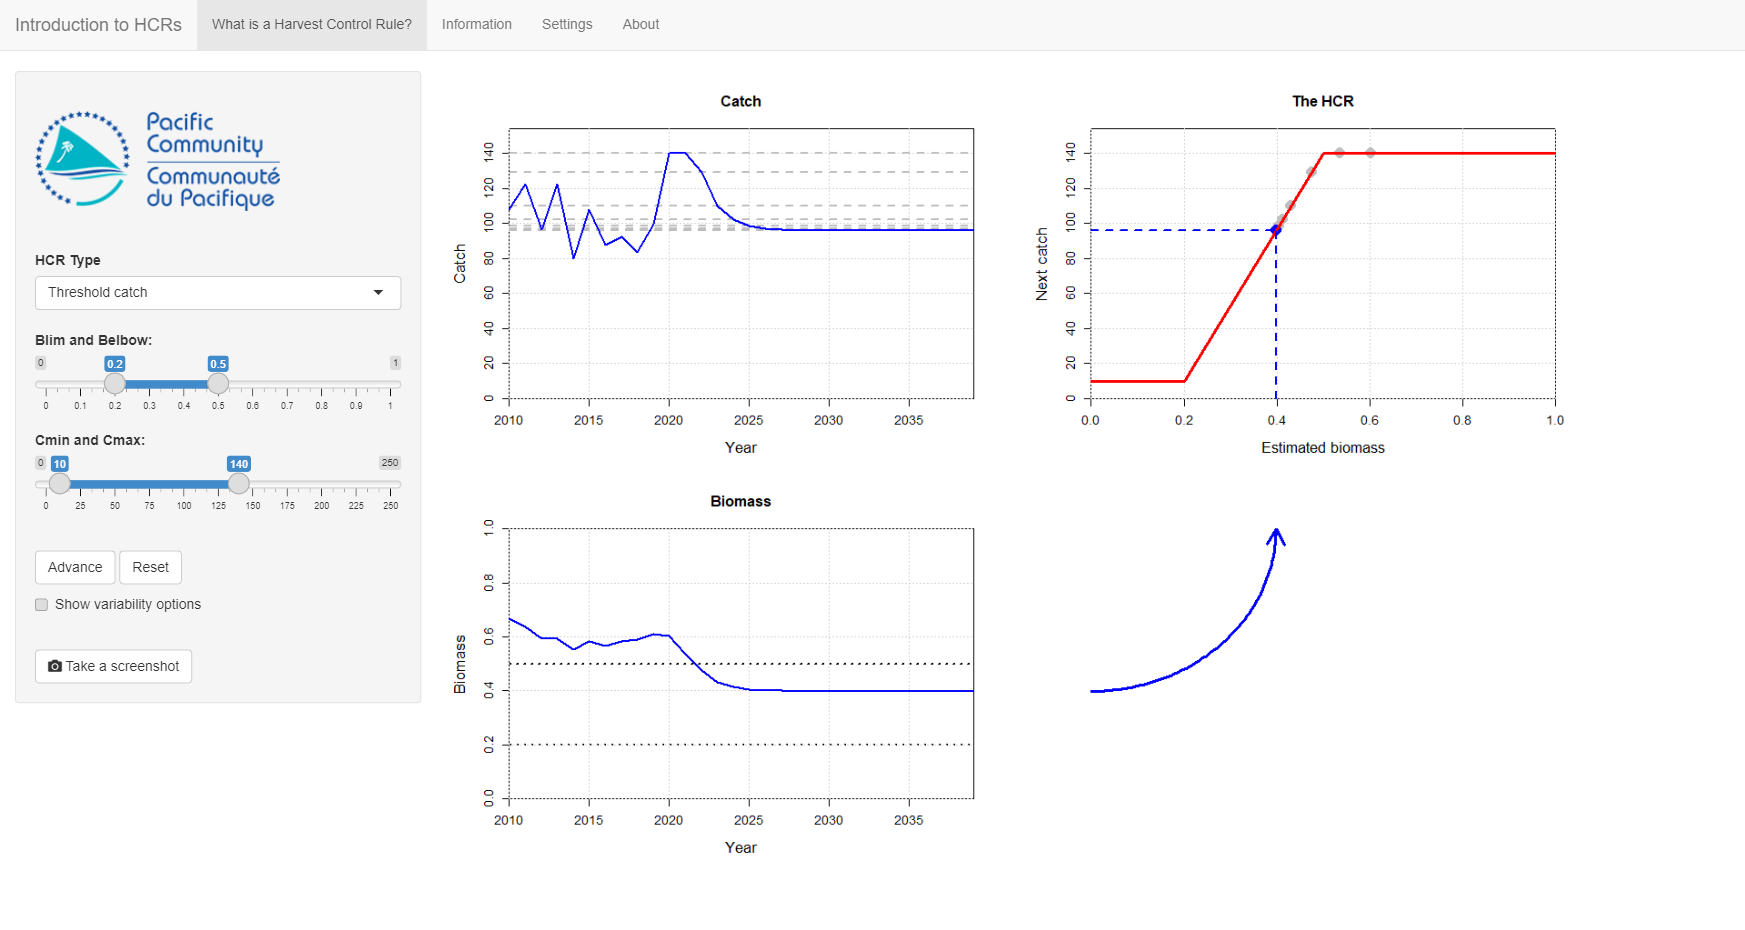 Introduction to HCRs
What is a Harvest Control Rule?
Information
Settings
About
Pacific
Community
Communauté
du Pacifique
HCR Type
Threshold catch
Blim and Belbow:
0 0.2 0.5 1
0 0.1 0.2 0.3 0.4 0.5 0.6 0.7 0.8 0.9 1
Cmin and Cmax:
0 10 140 250
0 25 50 75 100 125 150 175 200 225 250
Advance
Reset
Show variability options
Take a screenshot
Catch
Catch
0 20 40 60 80 100 120 140
2010 2015 2020 2025 2030 2035
Year
The HCR
Next catch
0 20 40 60 80 100 120 140
0.0 0.2 0.4 0.6 0.8 1.0
Estimated biomass
Biomass
Biomass
0.0 0.2 0.4 0.6 0.8 1.0
2010 2015 2020 2025 2030 2035
Year